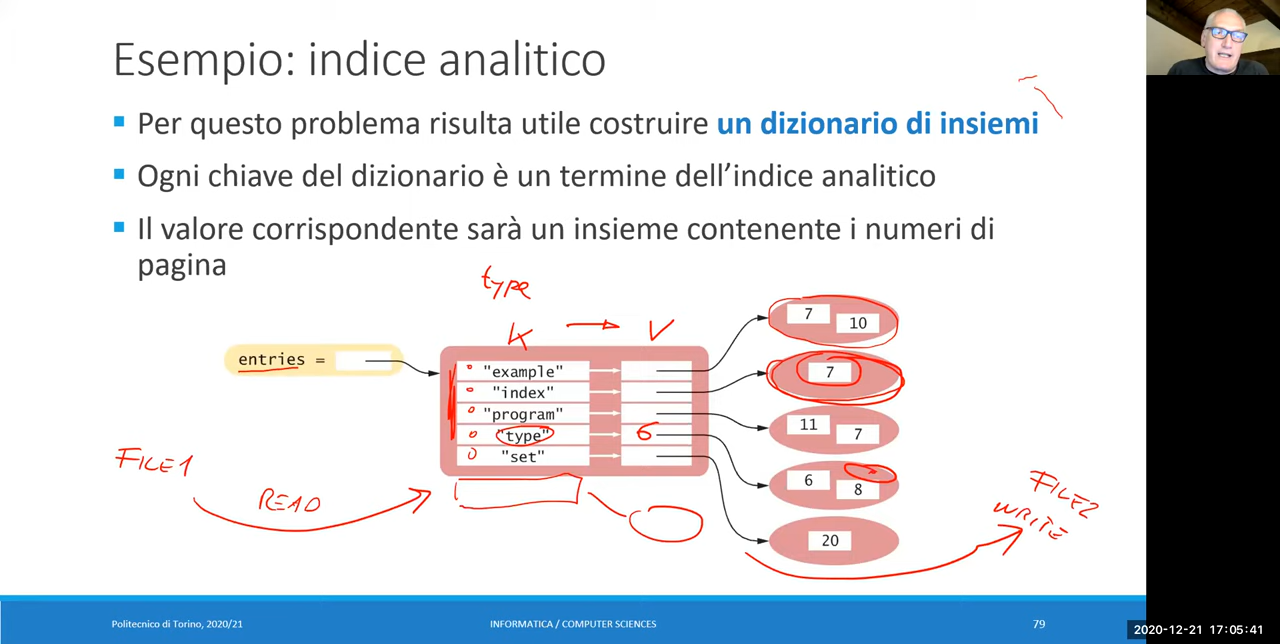 Esempio: indice analitico
Per questo problema risulta utile costruire un dizionario di insiemi
Ogni chiave del dizionario è un termine dell'indice analitico
Il valore corrispondente sarà un insieme contenente i numeri di
pagina
type
K → V
entries =
"example"
"index"
"program"
"type" 6
"set"
7 10
7
11 7
6 8
20
FILE1
READ
FILE2
WRITE
Politecnico di Torino, 2020/21 INFORMATICA / COMPUTER SCIENCES 79
2020-12-21 17:05:41